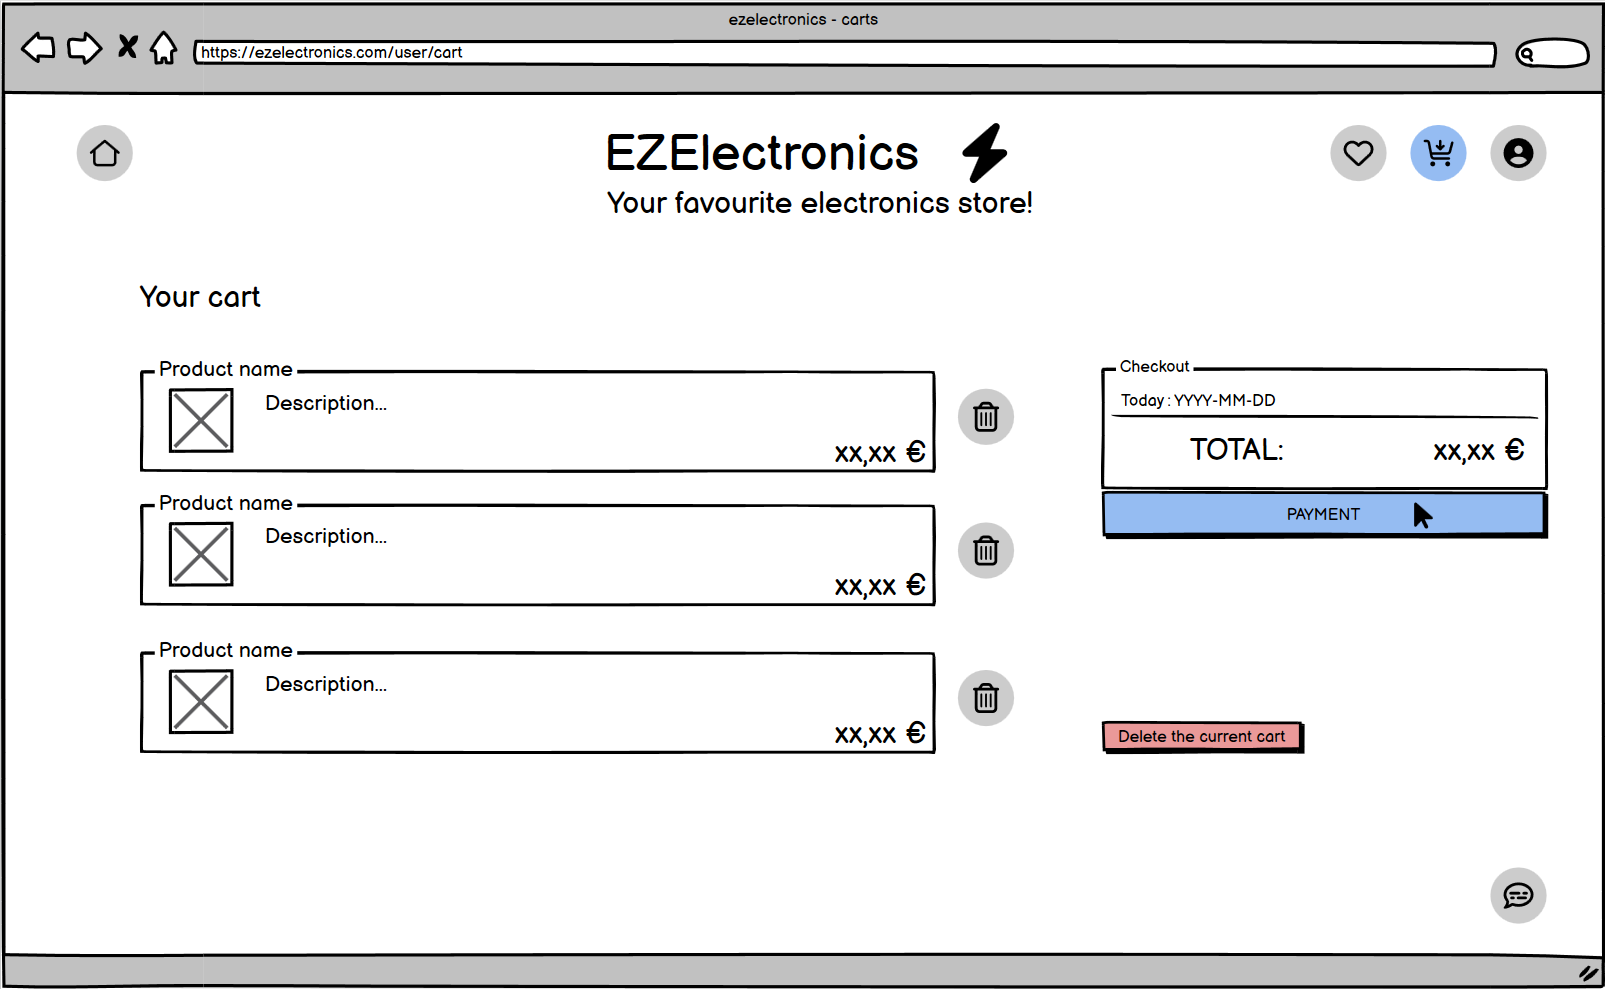 ezelectronics - carts
https://ezelectronics.com/user/cart
EZElectronics
Your favourite electronics store!
Your cart
Product name
Description...
xx,xx €
Product name
Description...
xx,xx €
Product name
Description...
xx,xx €
Checkout
Today : YYYY-MM-DD
TOTAL: xx,xx €
PAYMENT
Delete the current cart